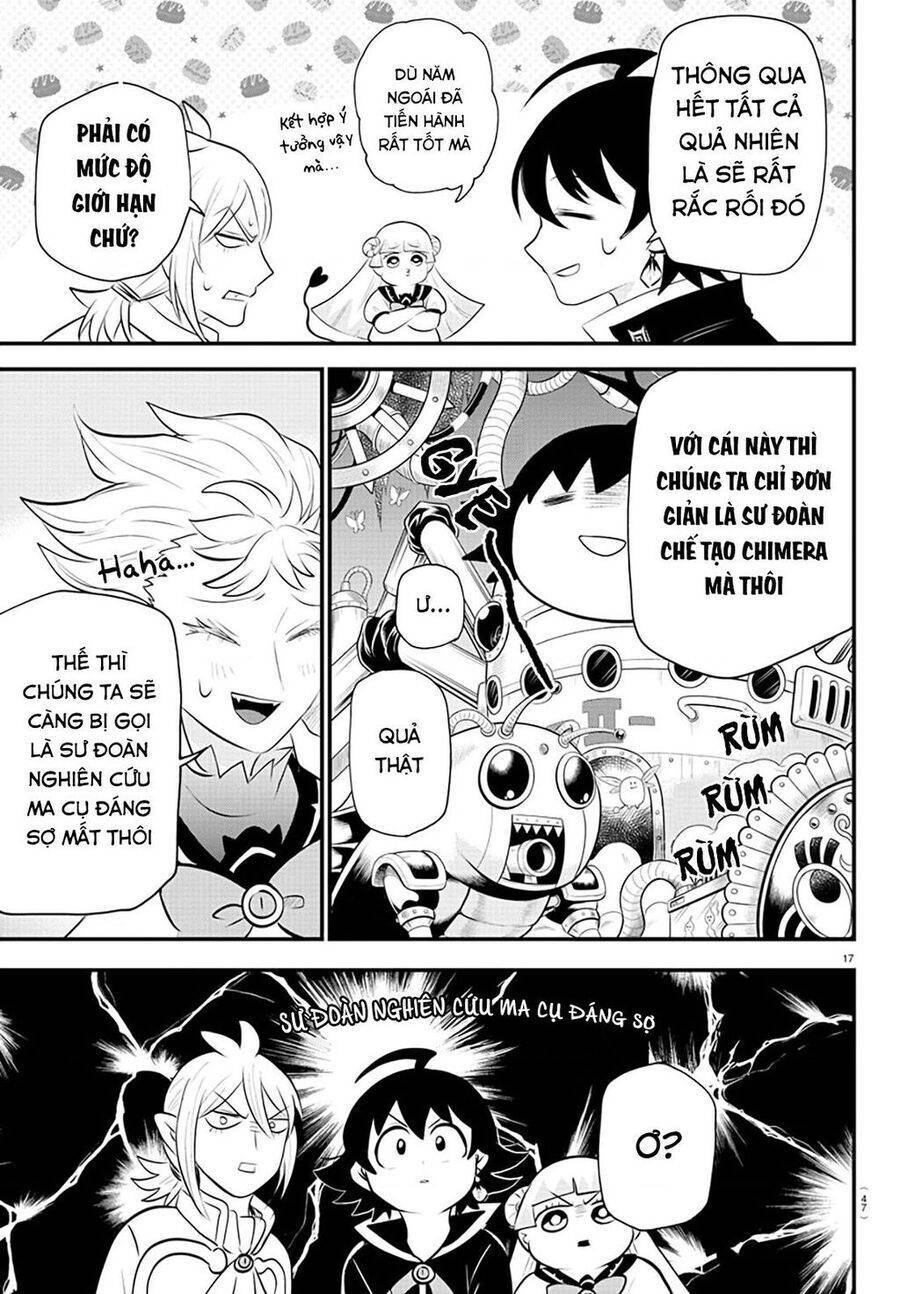 THÔNG QUA
HẾT TẤT CẢ
QUẢ NHIÊN
LÀ SẼ RẤT
RẮC RỐI ĐÓ
DÙ NĂM
NGOÁI ĐÃ
TIẾN HÀNH
RẤT TỐT MÀ
Kết hợp ý
tưởng vậy
mà...
PHẢI CÓ
MỨC ĐỘ
GIỚI HẠN
CHỨ?
VỚI CÁI NÀY THÌ
CHÚNG TA CHỈ ĐƠN
GIẢN LÀ SƯ ĐOÀN
CHẾ TẠO CHIMERA
MÀ THÔI
GYE
Ư...
QUẢ
THẬT
RÙM
RÙM
RÙM
Haha...
THẾ THÌ
CHÚNG TA SẼ
CÀNG BỊ GỌI
LÀ SƯ ĐOÀN
NGHIÊN CỨU
MA CỤ ĐÁNG
SỢ MẤT THÔI
17
SƯ ĐOÀN NGHIÊN CỨU MA CỤ ĐÁNG SỢ
Ơ?
(47)